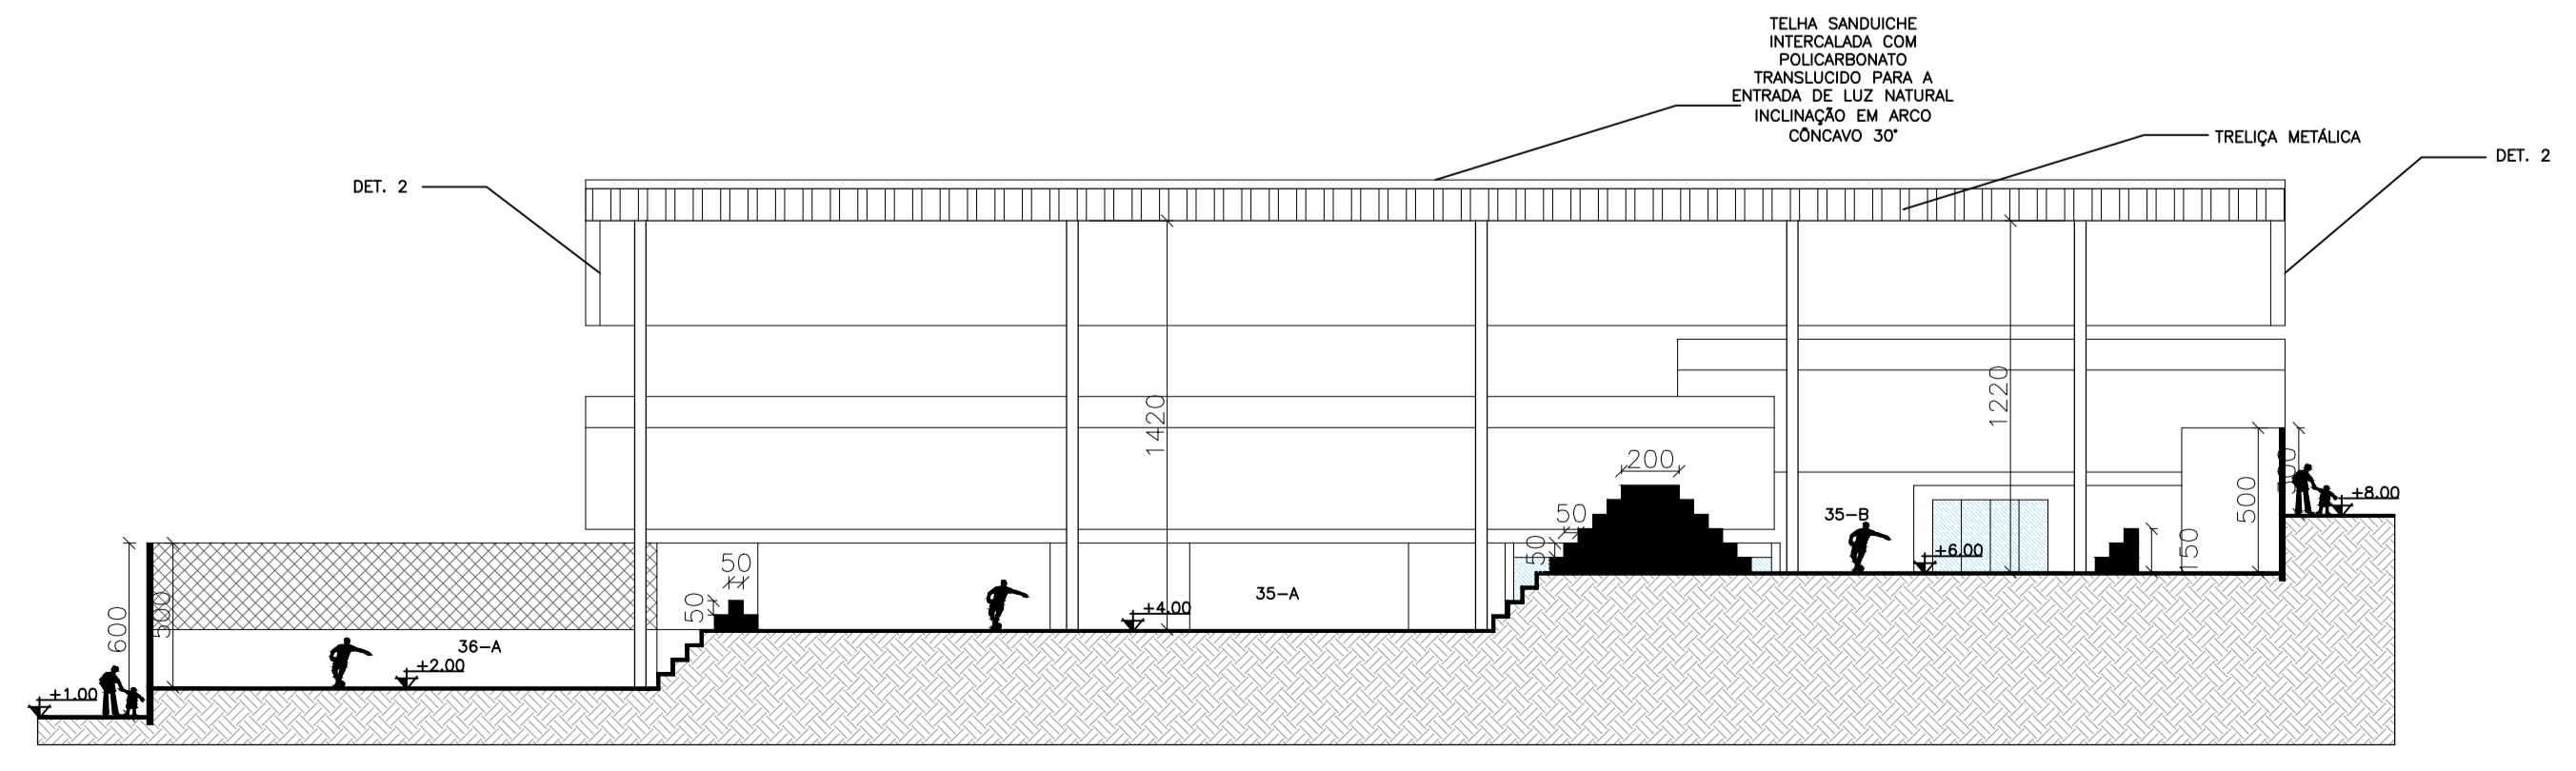 TELHA SANDUICHE
INTERCALADA COM
POLICARBONATO
TRANSLUCIDO PARA A
ENTRADA DE LUZ NATURAL
INCLINAÇÃO EM ARCO
CÔNCAVO 30°
TRELIÇA METÁLICA
DET. 2
DET. 2
1420
1220
200
50
50
35-B
+6.00
150
500
+8.00
50
50
35-A
+4.00
600
500
36-A
+2.00
+1.00